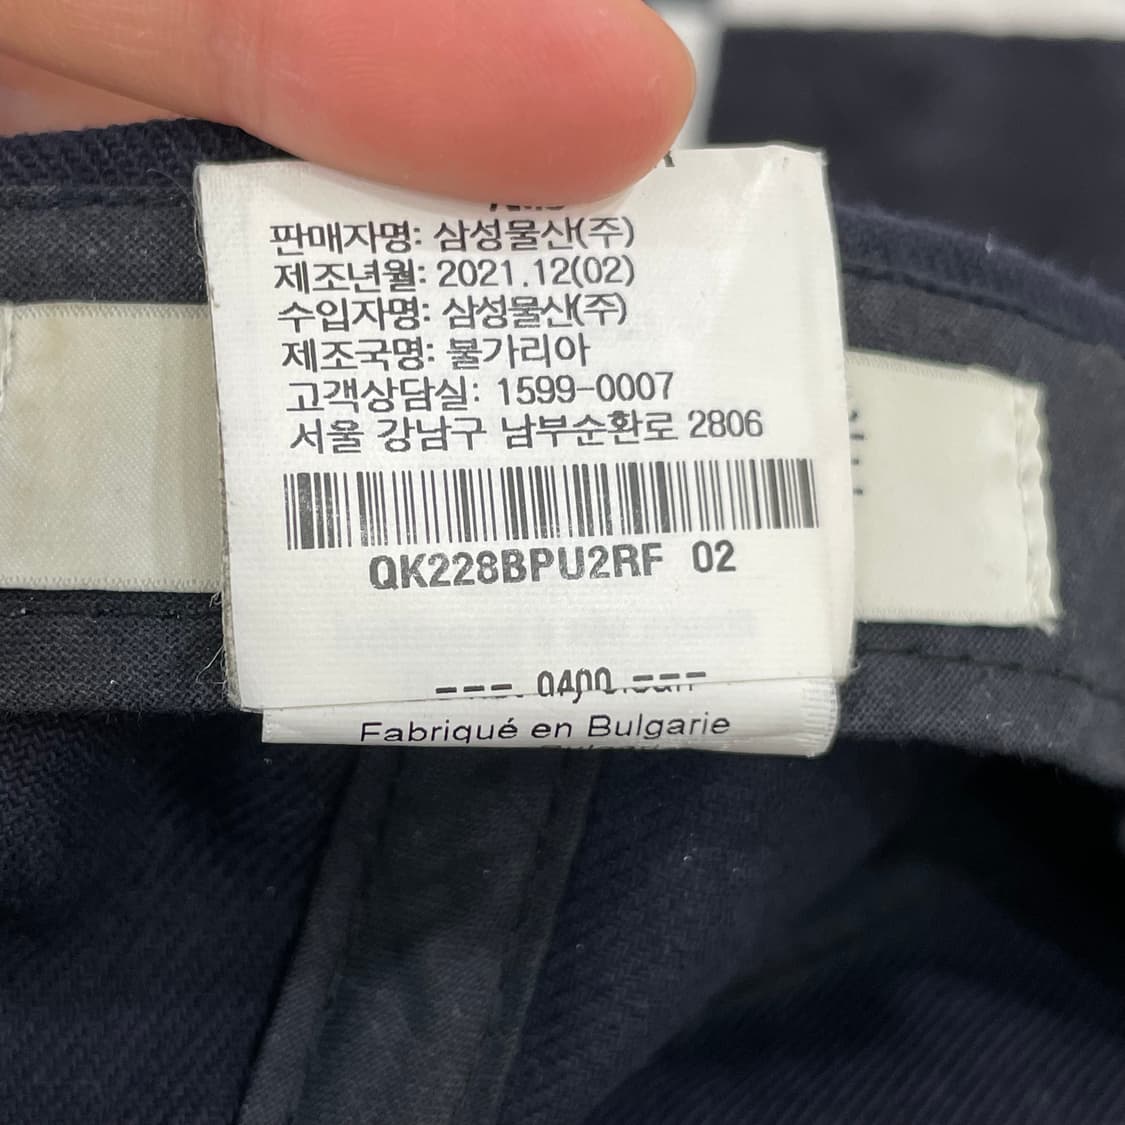 판매자명: 삼성물산(주)
제조년월: 2021.12(02)
수입자명: 삼성물산(주)
제조국명: 불가리아
고객상담실: 1599-0007
서울 강남구 남부순환로 2806
QK228BPU2RF 02
--- 0400 ---
Fabriqué en Bulgarie